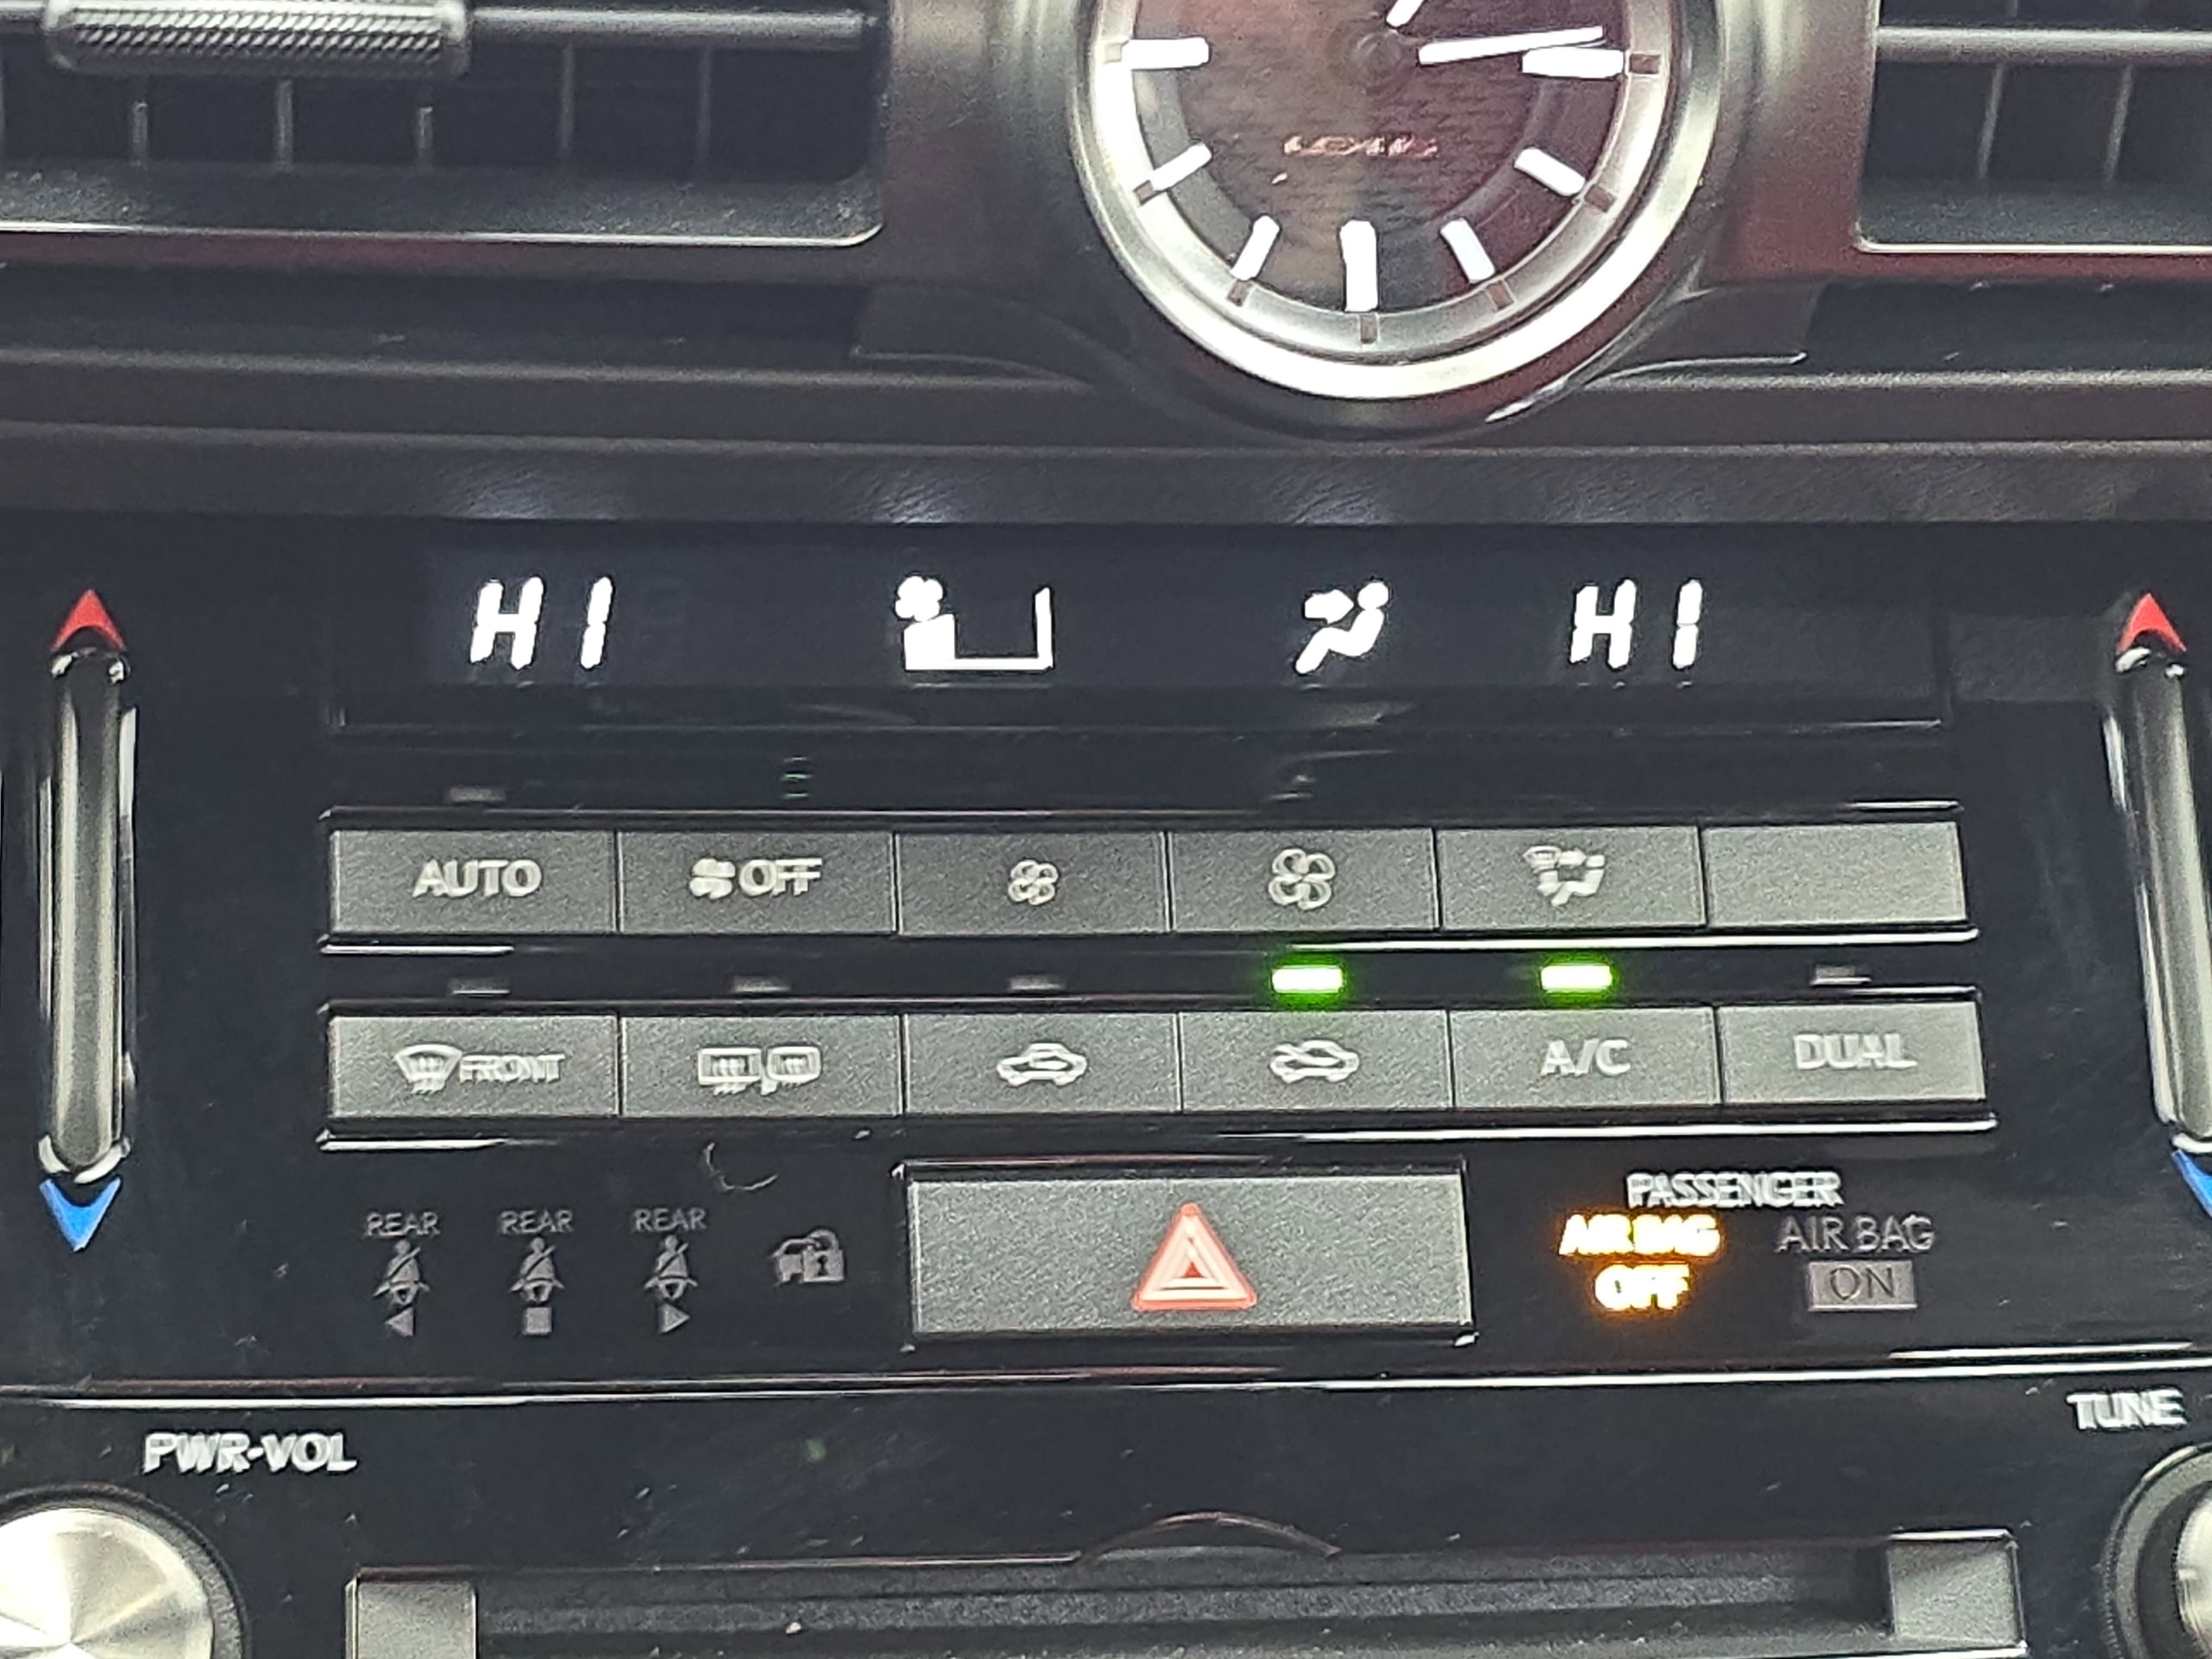 LEXUS
HI HI
AUTO OFF
FRONT A/C DUAL
PASSENGER
REAR REAR REAR AIR BAG AIR BAG
OFF ON
PWR·VOL TUNE